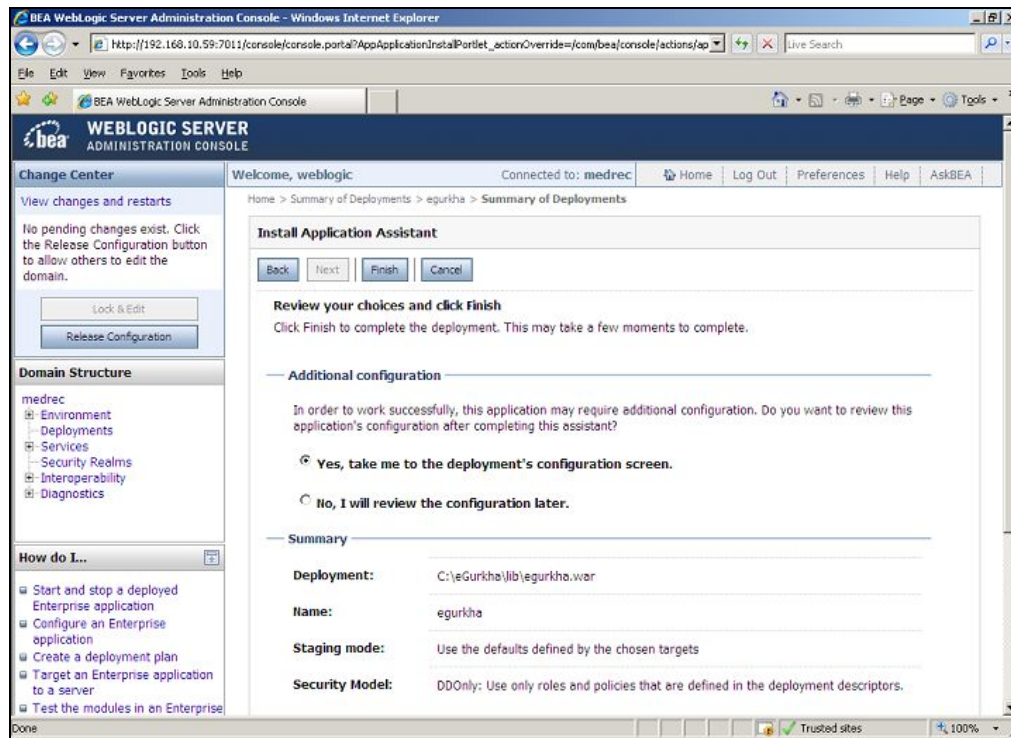 BEA WebLogic Server Administration Console - Windows Internet Explorer
http://192.168.10.59:7011/console/console.portal?AppApplicationInstallPortlet_actionOverride=/com/bea/console/actions/ap
Live Search
File Edit View Favorites Tools Help
BEA WebLogic Server Administration Console
Page Tools
bea WEBLOGIC SERVER
ADMINISTRATION CONSOLE
Change Center
View changes and restarts
No pending changes exist. Click
the Release Configuration button
to allow others to edit the
domain.
Lock & Edit
Release Configuration
Domain Structure
medrec
Environment
Deployments
Services
Security Realms
Interoperability
Diagnostics
How do I...
Start and stop a deployed
Enterprise application
Configure an Enterprise
application
Create a deployment plan
Target an Enterprise application
to a server
Test the modules in an Enterprise
Welcome, weblogic
Connected to: medrec
Home Log Out Preferences Help AskBEA
Home > Summary of Deployments > egurkha > Summary of Deployments
Install Application Assistant
Back Next Finish Cancel
Review your choices and click Finish
Click Finish to complete the deployment. This may take a few moments to complete.
Additional configuration
In order to work successfully, this application may require additional configuration. Do you want to review this
application's configuration after completing this assistant?
Yes, take me to the deployment's configuration screen.
No, I will review the configuration later.
Summary
Deployment: C:\eGurkha\lib\egurkha.war
Name: egurkha
Staging mode: Use the defaults defined by the chosen targets
Security Model: DDOnly: Use only roles and policies that are defined in the deployment descriptors.
Done
Trusted sites
100%